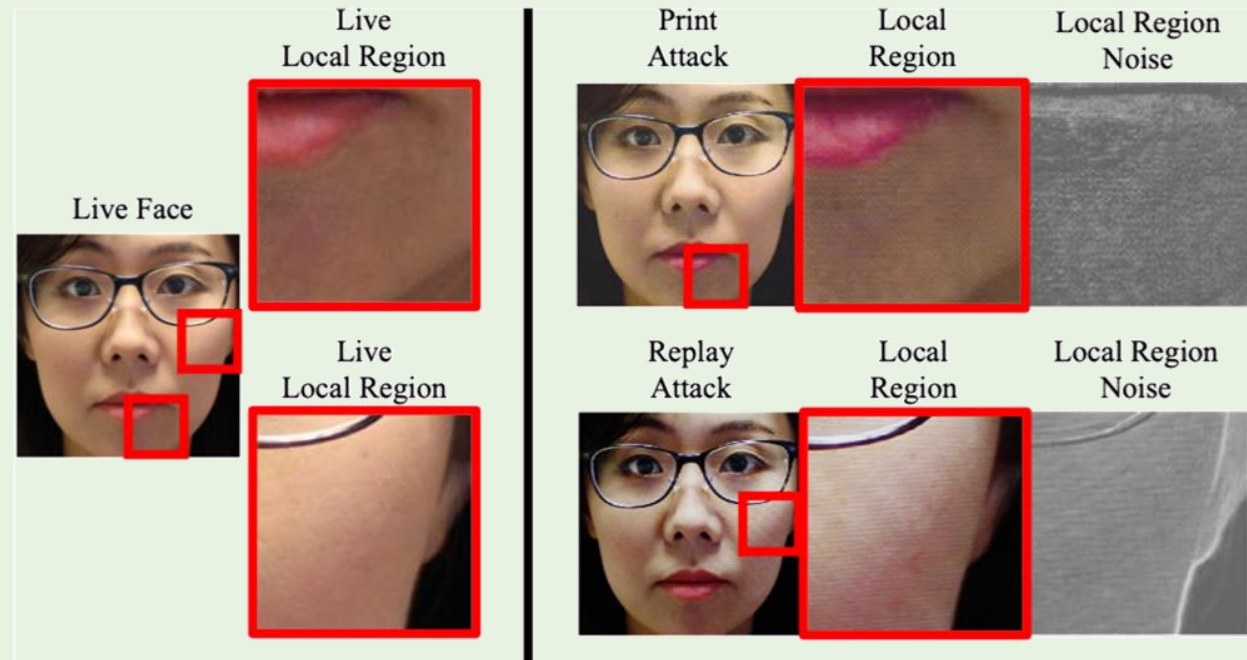 Live
Local Region
Live Face
Live
Local Region
Print
Attack
Local
Region
Local Region
Noise
Replay
Attack
Local
Region
Local Region
Noise